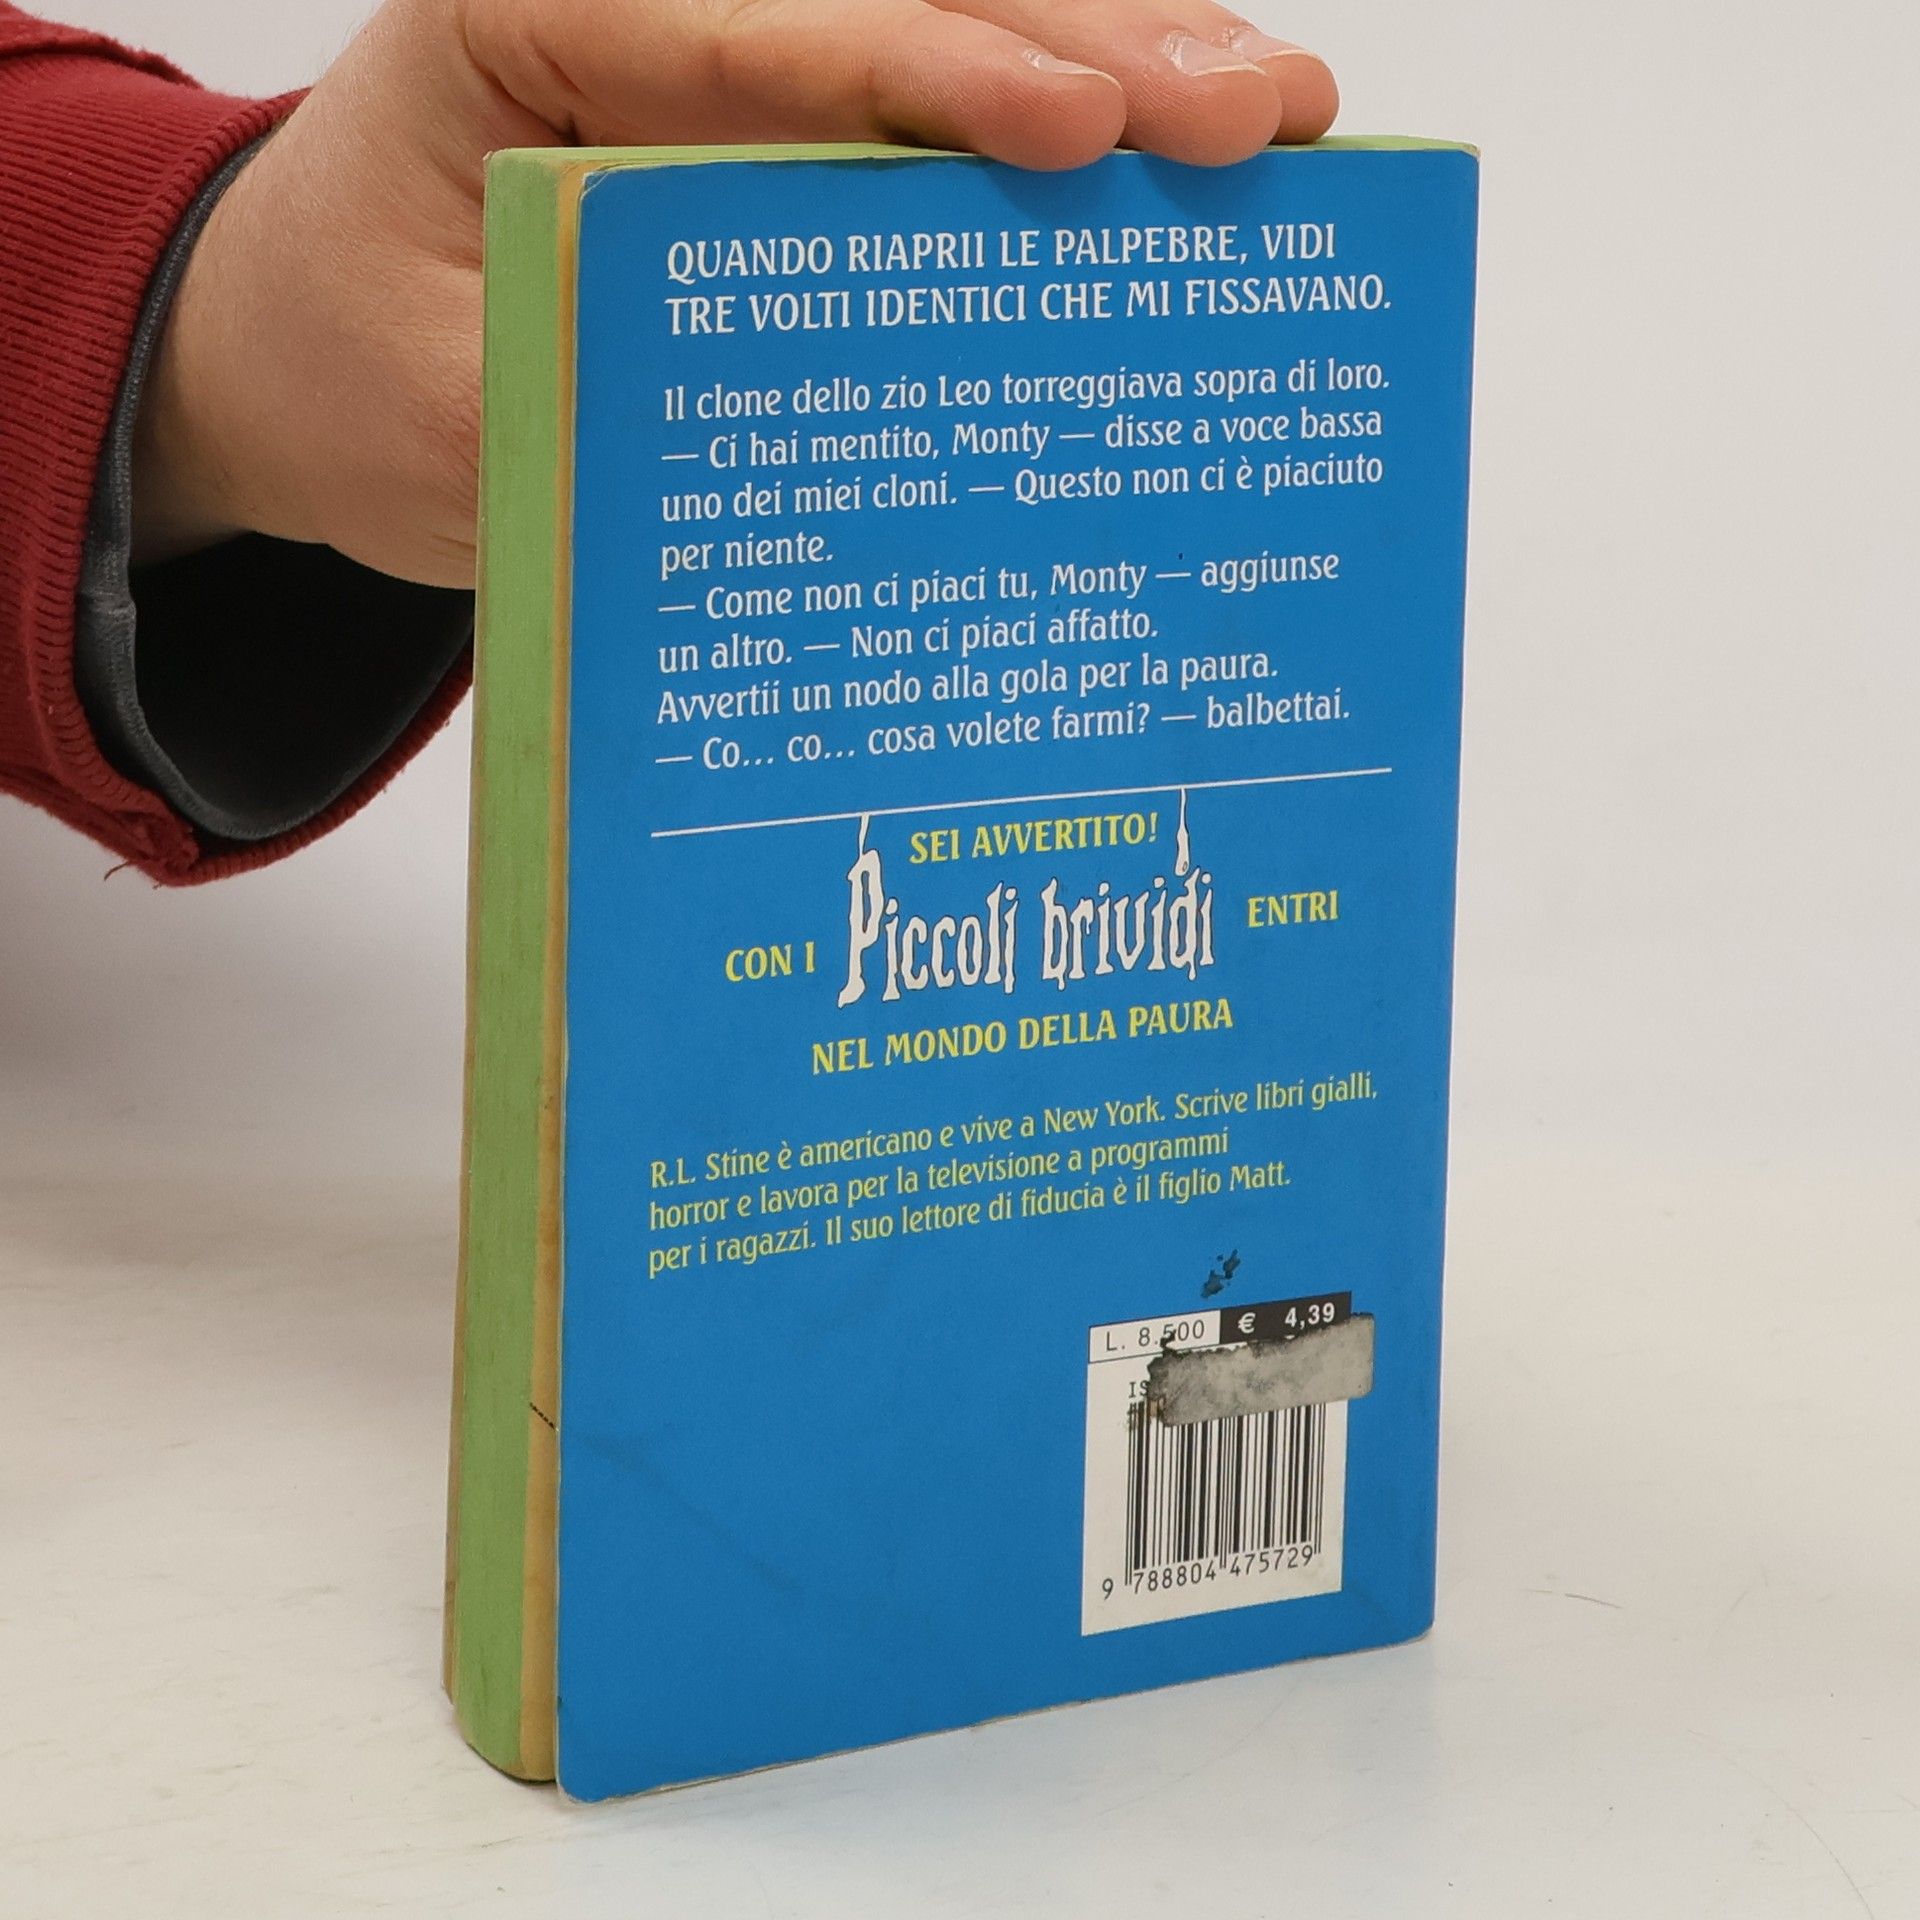 QUANDO RIAPRII LE PALPEBRE, VIDI
TRE VOLTI IDENTICI CHE MI FISSAVANO.
Il clone dello zio Leo torreggiava sopra di loro.
— Ci hai mentito, Monty — disse a voce bassa
uno dei miei cloni. — Questo non ci è piaciuto
per niente.
— Come non ci piaci tu, Monty — aggiunse
un altro. — Non ci piaci affatto.
Avvertii un nodo alla gola per la paura.
— Co... co... cosa volete farmi? — balbettai.
SEI AVVERTITO!
CON I Piccoli brividi ENTRI
NEL MONDO DELLA PAURA
R.L. Stine è americano e vive a New York. Scrive libri gialli,
horror e lavora per la televisione a programmi
per i ragazzi. Il suo lettore di fiducia è il figlio Matt.
L. 8.500 € 4,39
9 788804 475729